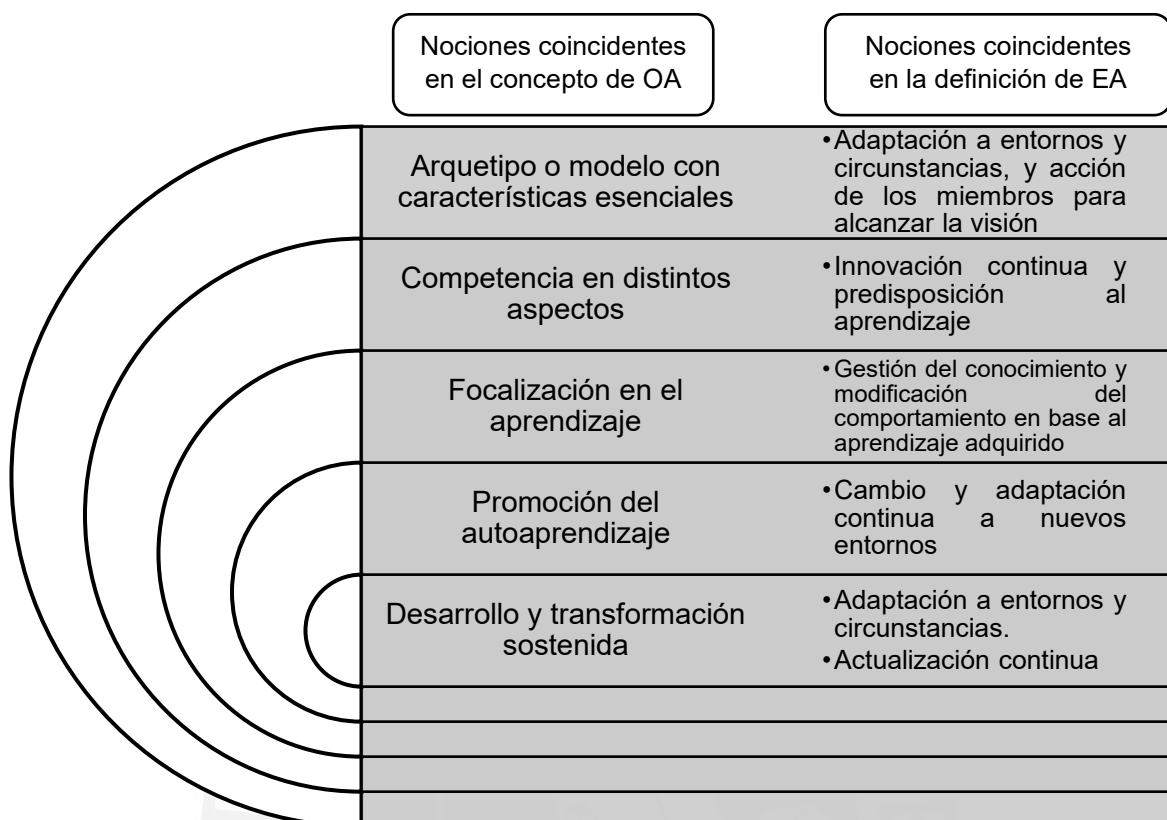 Nociones coincidentes
en el concepto de OA
Nociones coincidentes
en la definición de EA
Arquetipo o modelo con
características esenciales
•Adaptación a entornos y
circunstancias, y acción
de los miembros para
alcanzar la visión
Competencia en distintos
aspectos
•Innovación continua y
predisposición al
aprendizaje
Focalización en el
aprendizaje
•Gestión del conocimiento y
modificación del
comportamiento en base al
aprendizaje adquirido
Promoción del
autoaprendizaje
•Cambio y adaptación
continua a nuevos
entornos
Desarrollo y transformación
sostenida
•Adaptación a entornos y
circunstancias.
•Actualización continua